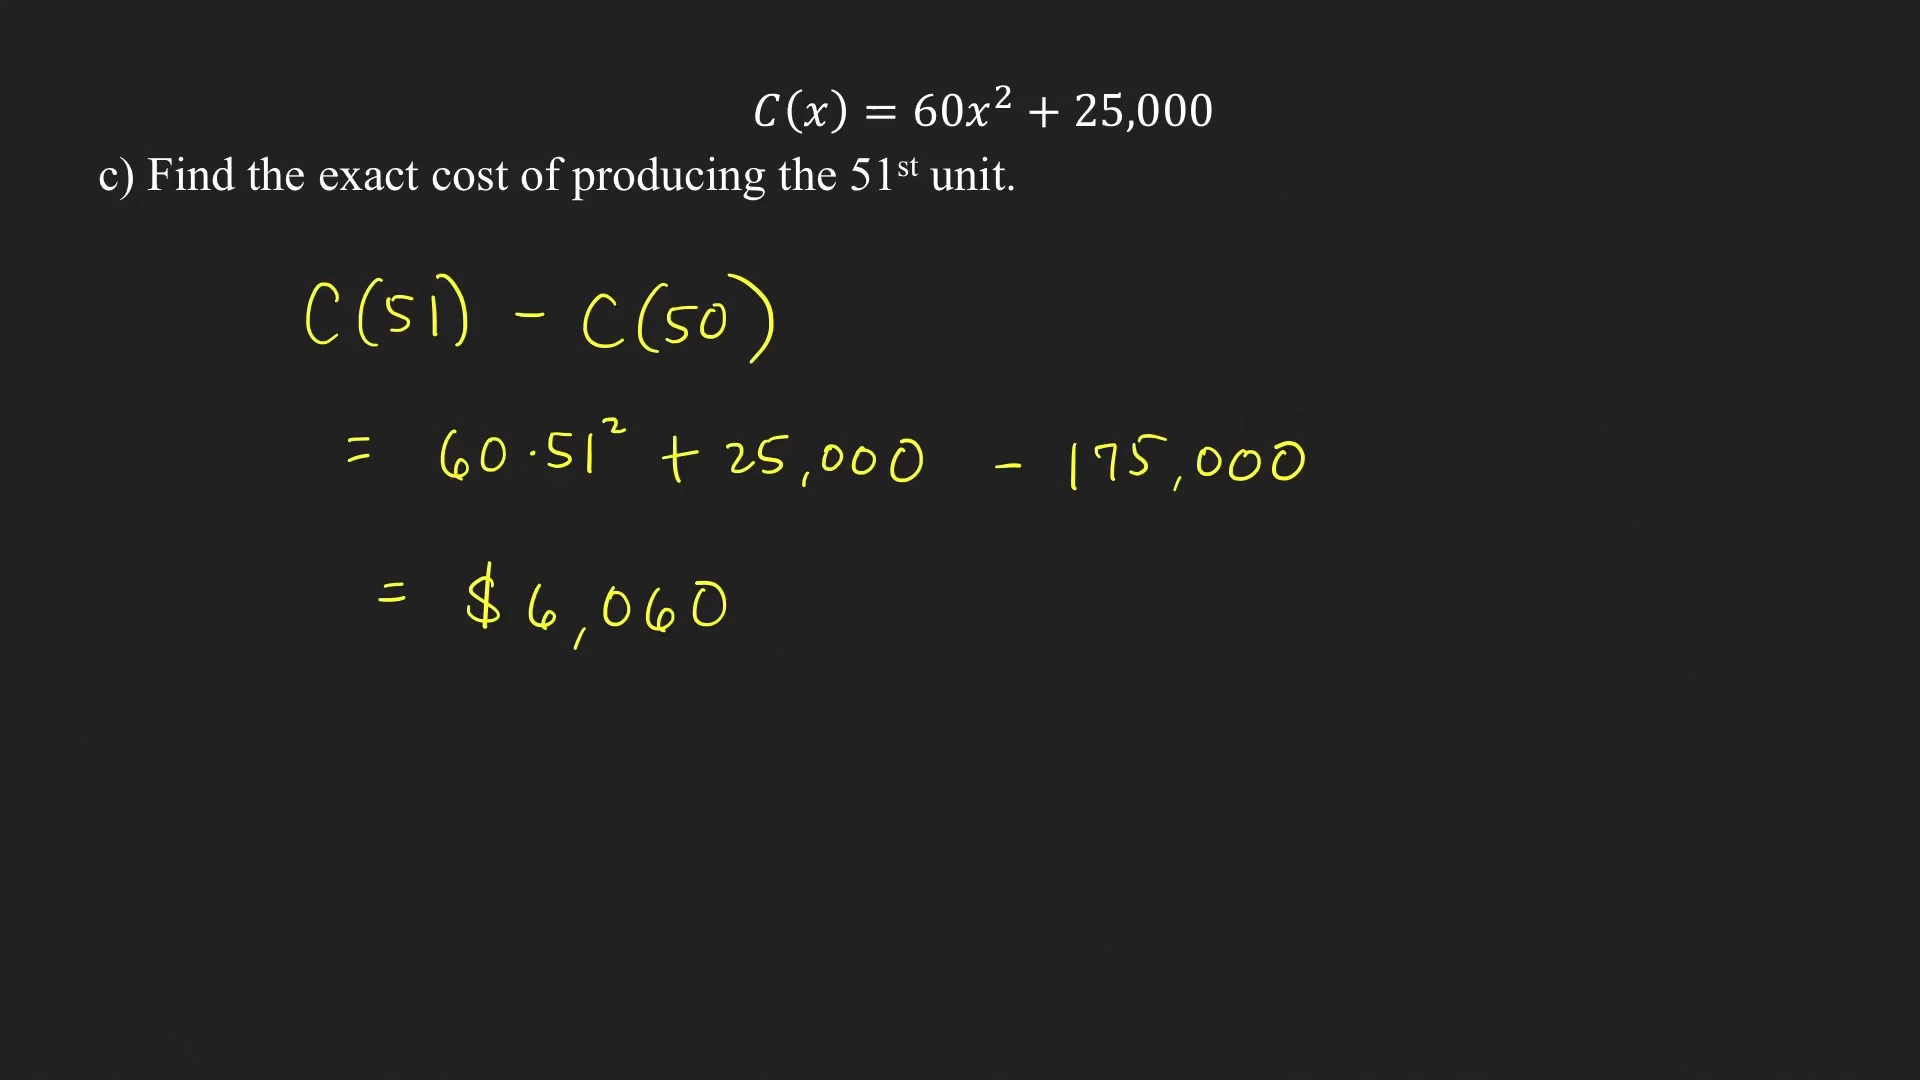 C(x) = 60x² + 25,000
c) Find the exact cost of producing the 51st unit.
C(51) - C(50)
= 60·51² + 25,000 - 175,000
= $6,060